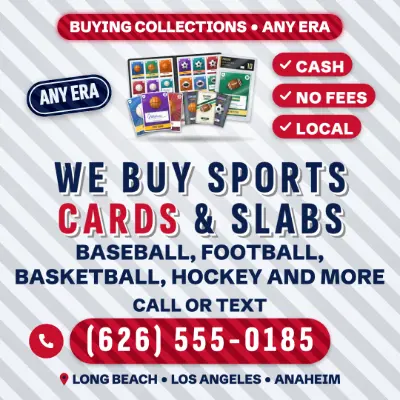 BUYING COLLECTIONS • ANY ERA
ANY ERA
CASH
NO FEES
LOCAL
WE BUY SPORTS
CARDS & SLABS
BASEBALL, FOOTBALL,
BASKETBALL, HOCKEY AND MORE
CALL OR TEXT
(626) 555-0185
LONG BEACH • LOS ANGELES • ANAHEIM